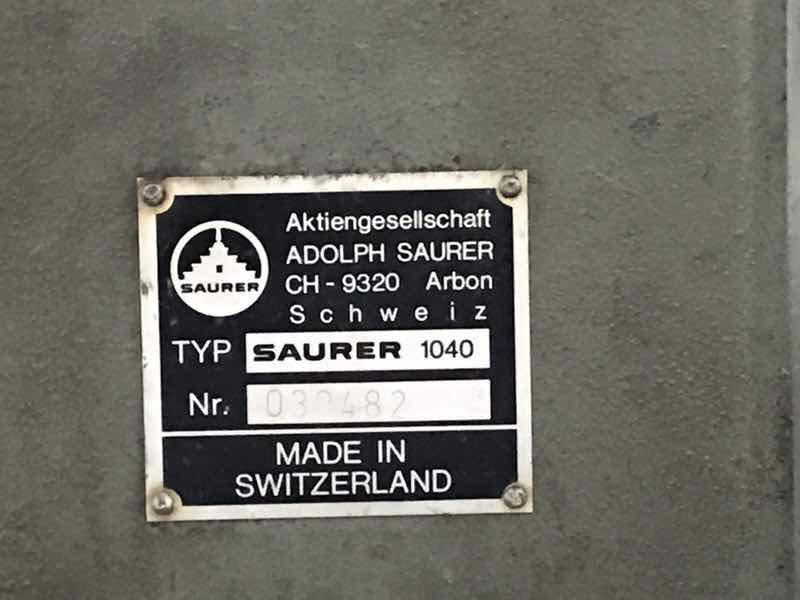 SAURER
Aktiengesellschaft
ADOLPH SAURER
CH - 9320 Arbon
Schweiz
TYP SAURER 1040
Nr.
MADE IN
SWITZERLAND